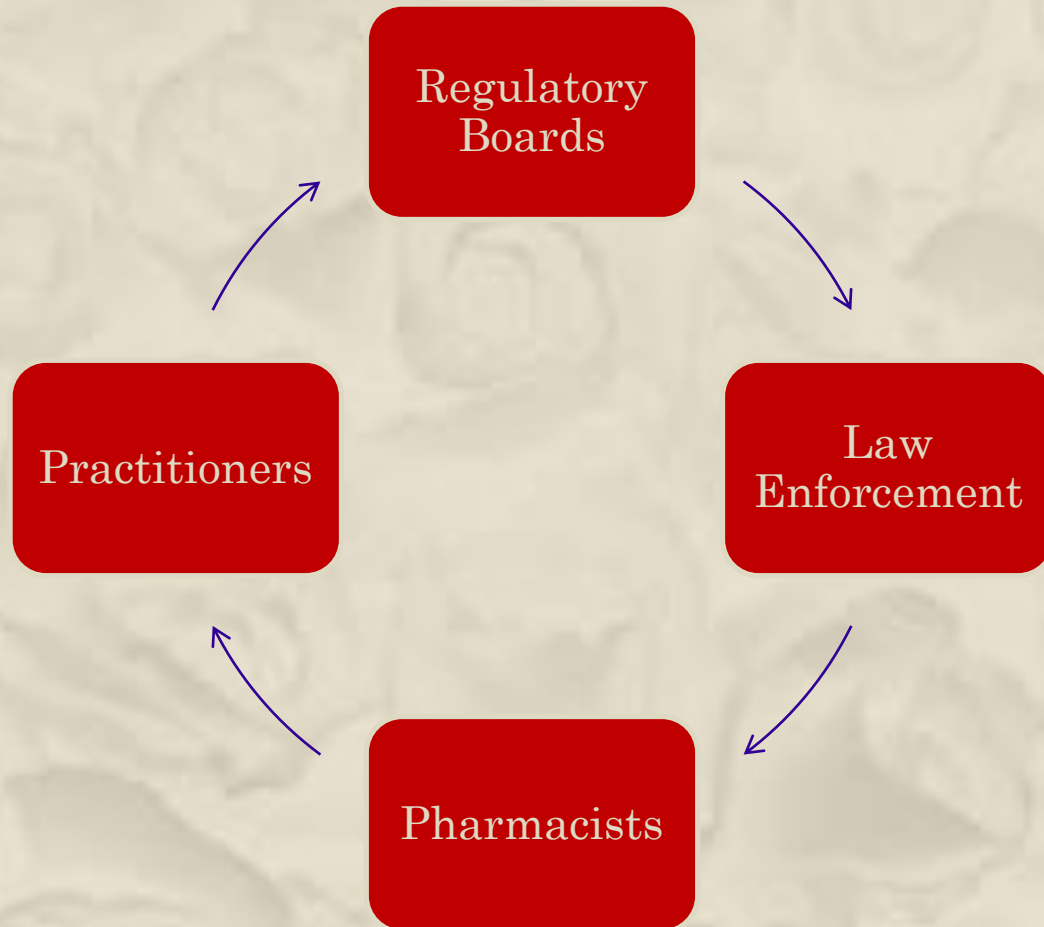 Regulatory
Boards
Law
Enforcement
Pharmacists
Practitioners